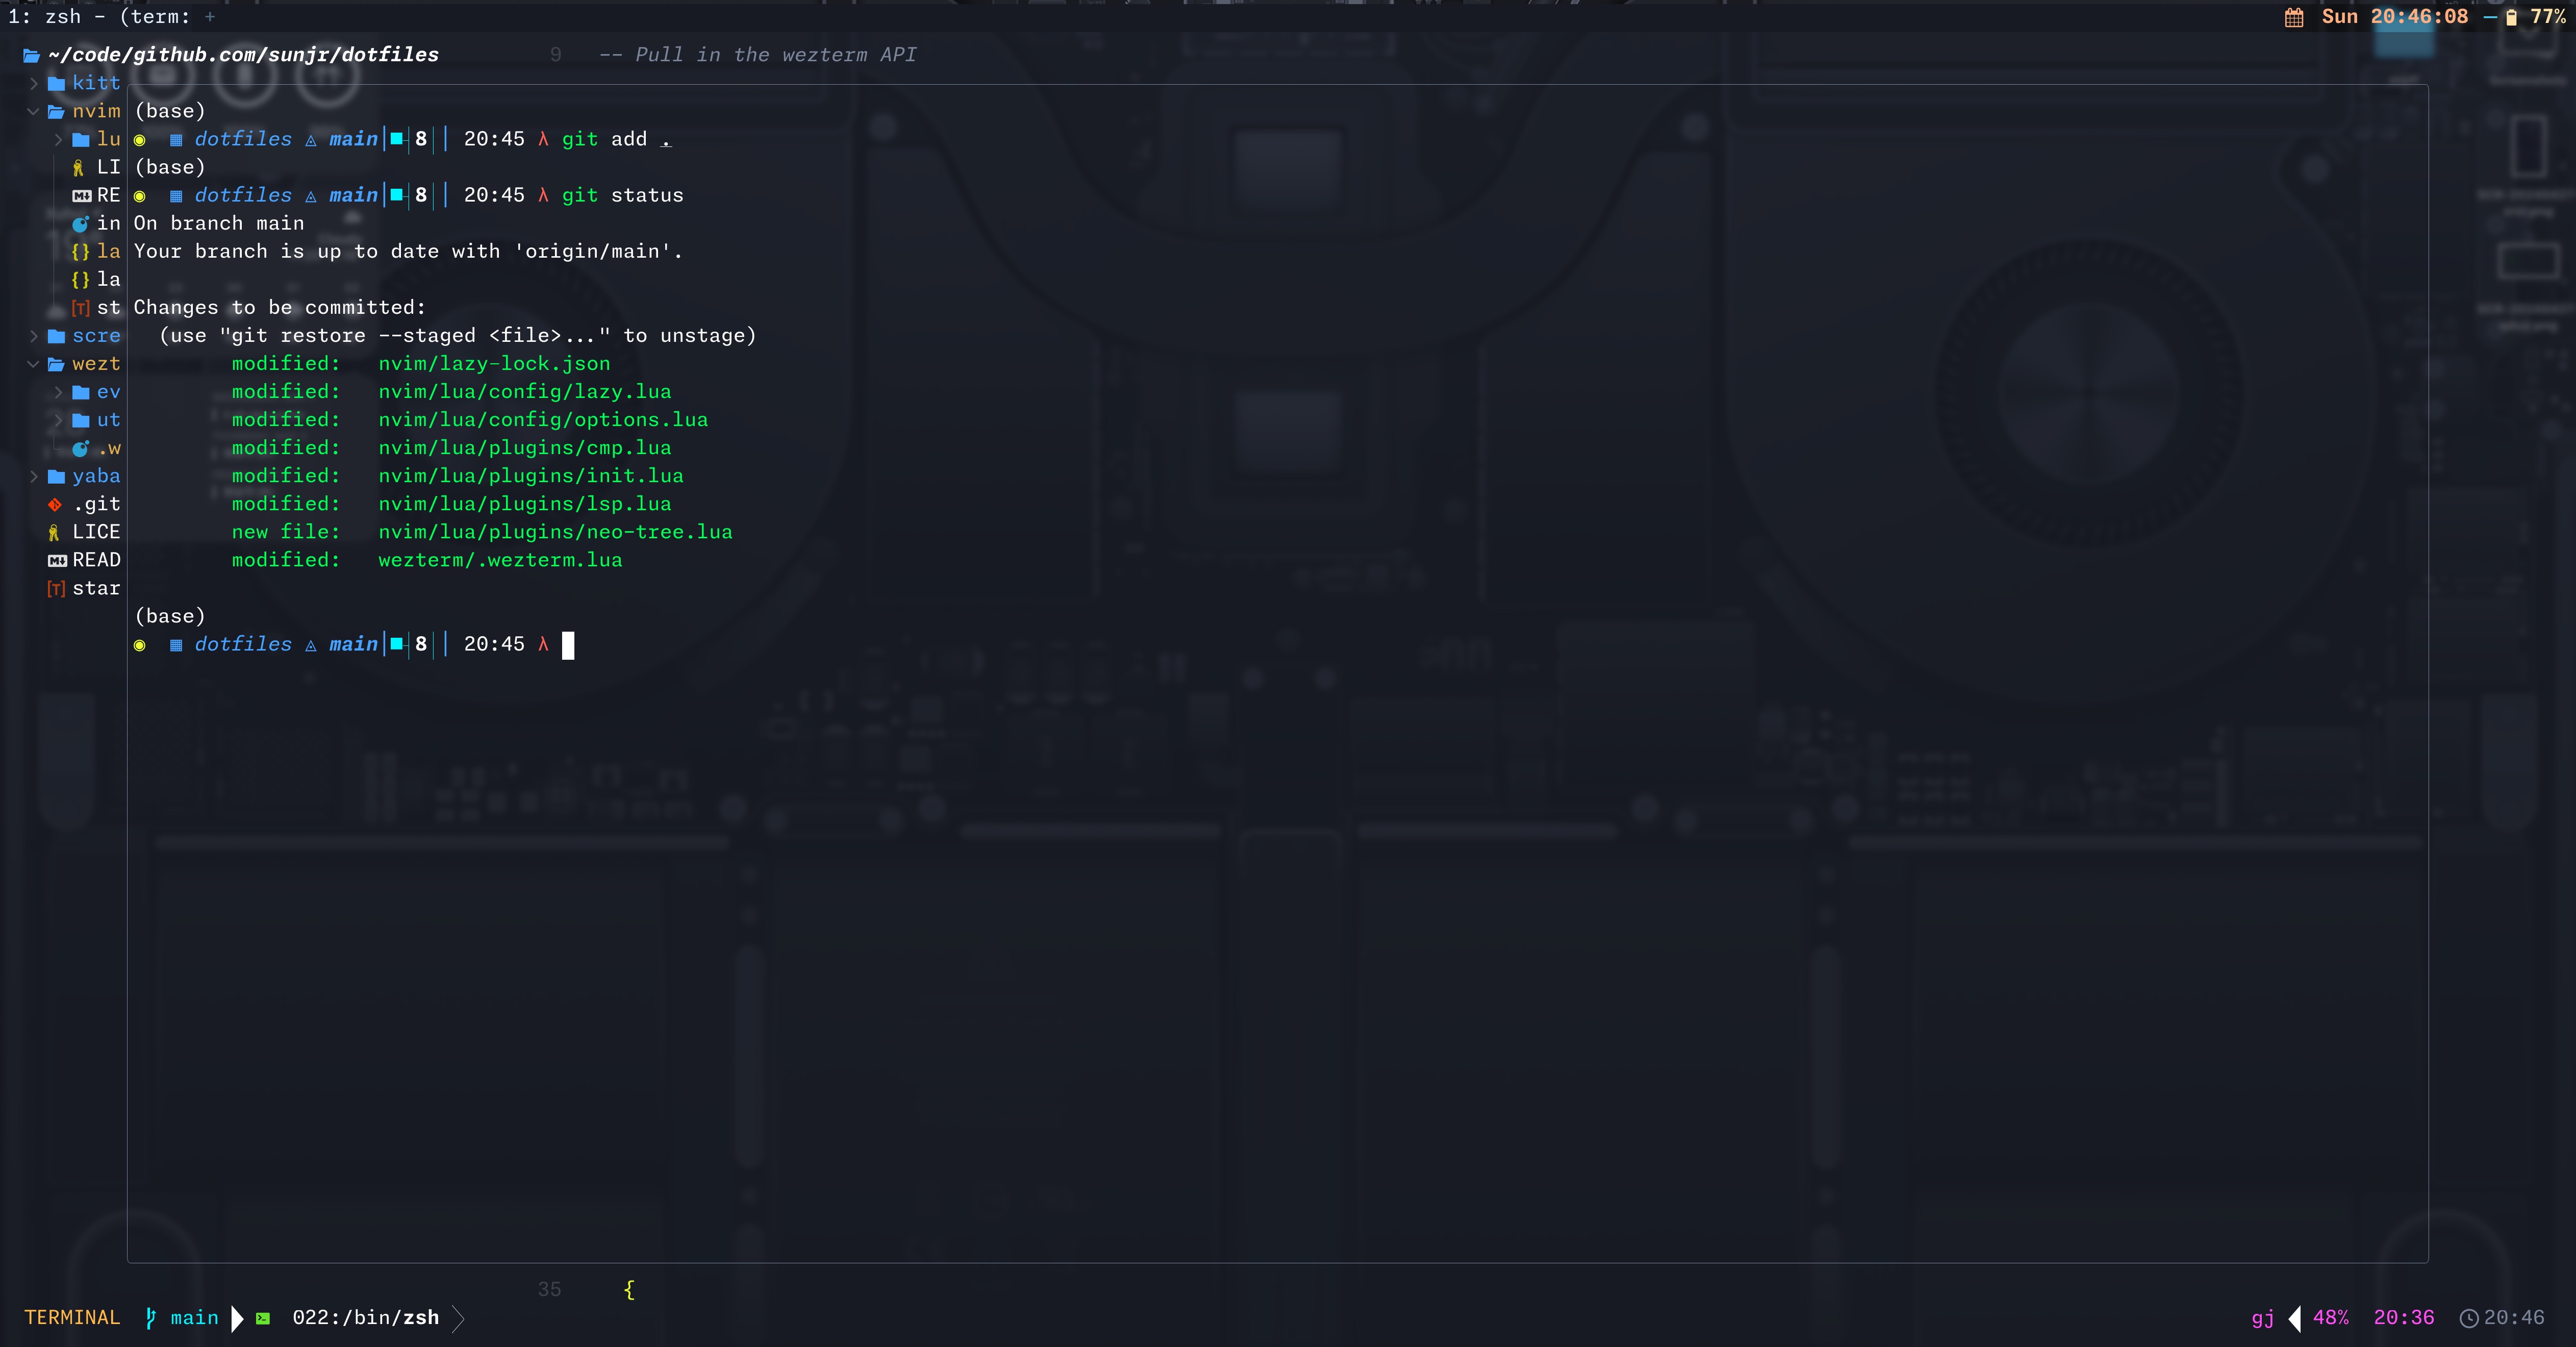 1: zsh - (term: +
Sun 20:46:08 — 77%
~/code/github.com/sunjr/dotfiles
9 -- Pull in the wezterm API
kitt
nvim
lu
LI
RE
in
la
la
st
scre
wezt
ev
ut
.w
yaba
.git
LICE
READ
star
(base)
dotfiles main 8 20:45 λ git add .
(base)
dotfiles main 8 20:45 λ git status
On branch main
Your branch is up to date with 'origin/main'.
Changes to be committed:
(use "git restore --staged <file>..." to unstage)
modified: nvim/lazy-lock.json
modified: nvim/lua/config/lazy.lua
modified: nvim/lua/config/options.lua
modified: nvim/lua/plugins/cmp.lua
modified: nvim/lua/plugins/init.lua
modified: nvim/lua/plugins/lsp.lua
new file: nvim/lua/plugins/neo-tree.lua
modified: wezterm/.wezterm.lua
(base)
dotfiles main 8 20:45 λ
35 {
TERMINAL main 022:/bin/zsh
gj 48% 20:36 20:46